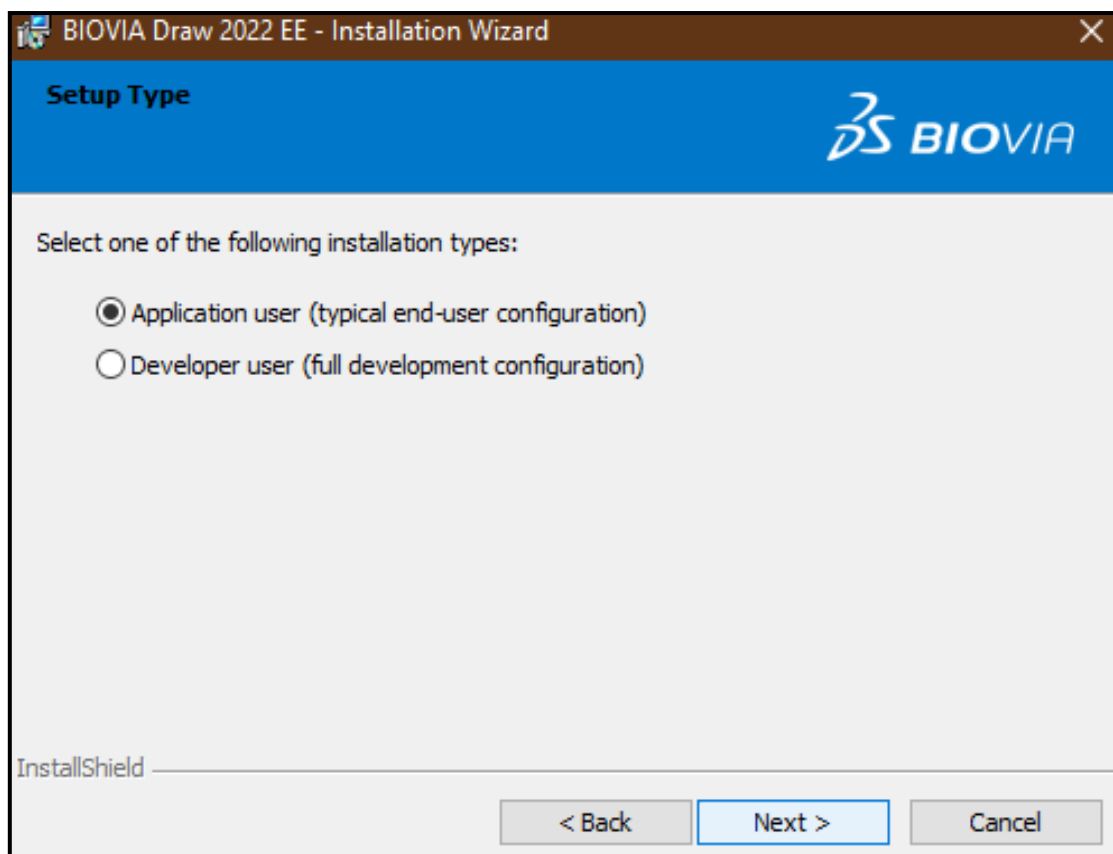 BIOVIA Draw 2022 EE - Installation Wizard
Setup Type
3DS BIOVIA
Select one of the following installation types:
Application user (typical end-user configuration)
Developer user (full development configuration)
InstallShield
< Back
Next >
Cancel